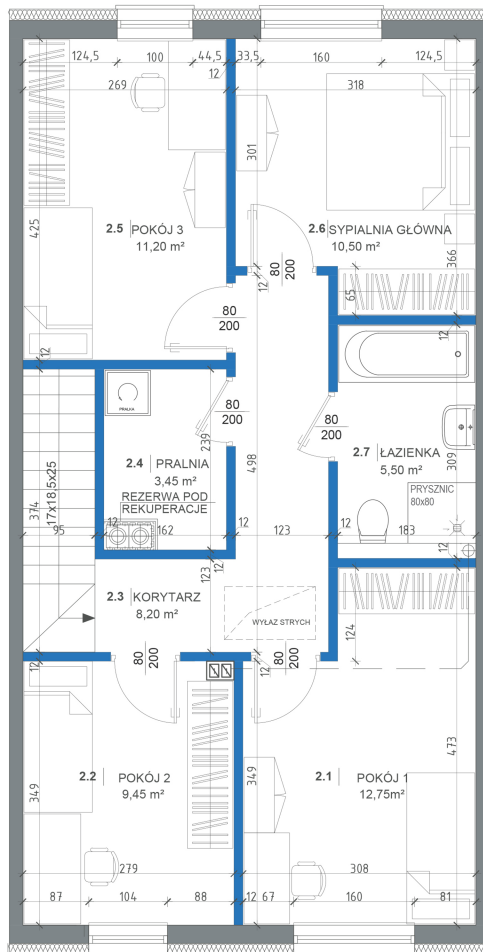 124,5
100
44,5
33,5
160
124,5
12
269
318
301
425
2.5 POKÓJ 3
11,20 m²
2.6 SYPIALNIA GŁÓWNA
10,50 m²
366
80
200
12
65
80
200
12
12
PRALKA
80
200
80
200
239
2.4 PRALNIA
3,45 m²
REZERWA POD
REKUPERACJE
498
2.7 ŁAZIENKA
5,50 m²
309
PRYSZNIC
80x80
374
17x18,5x25
95
12
162
12
123
12
183
123
12
12
2.3 KORYTARZ
8,20 m²
WYŁAZ STRYCH
124
12
80
200
12
80
200
473
349
2.2 POKÓJ 2
9,45 m²
349
2.1 POKÓJ 1
12,75m²
279
308
87
104
88
12
67
160
81